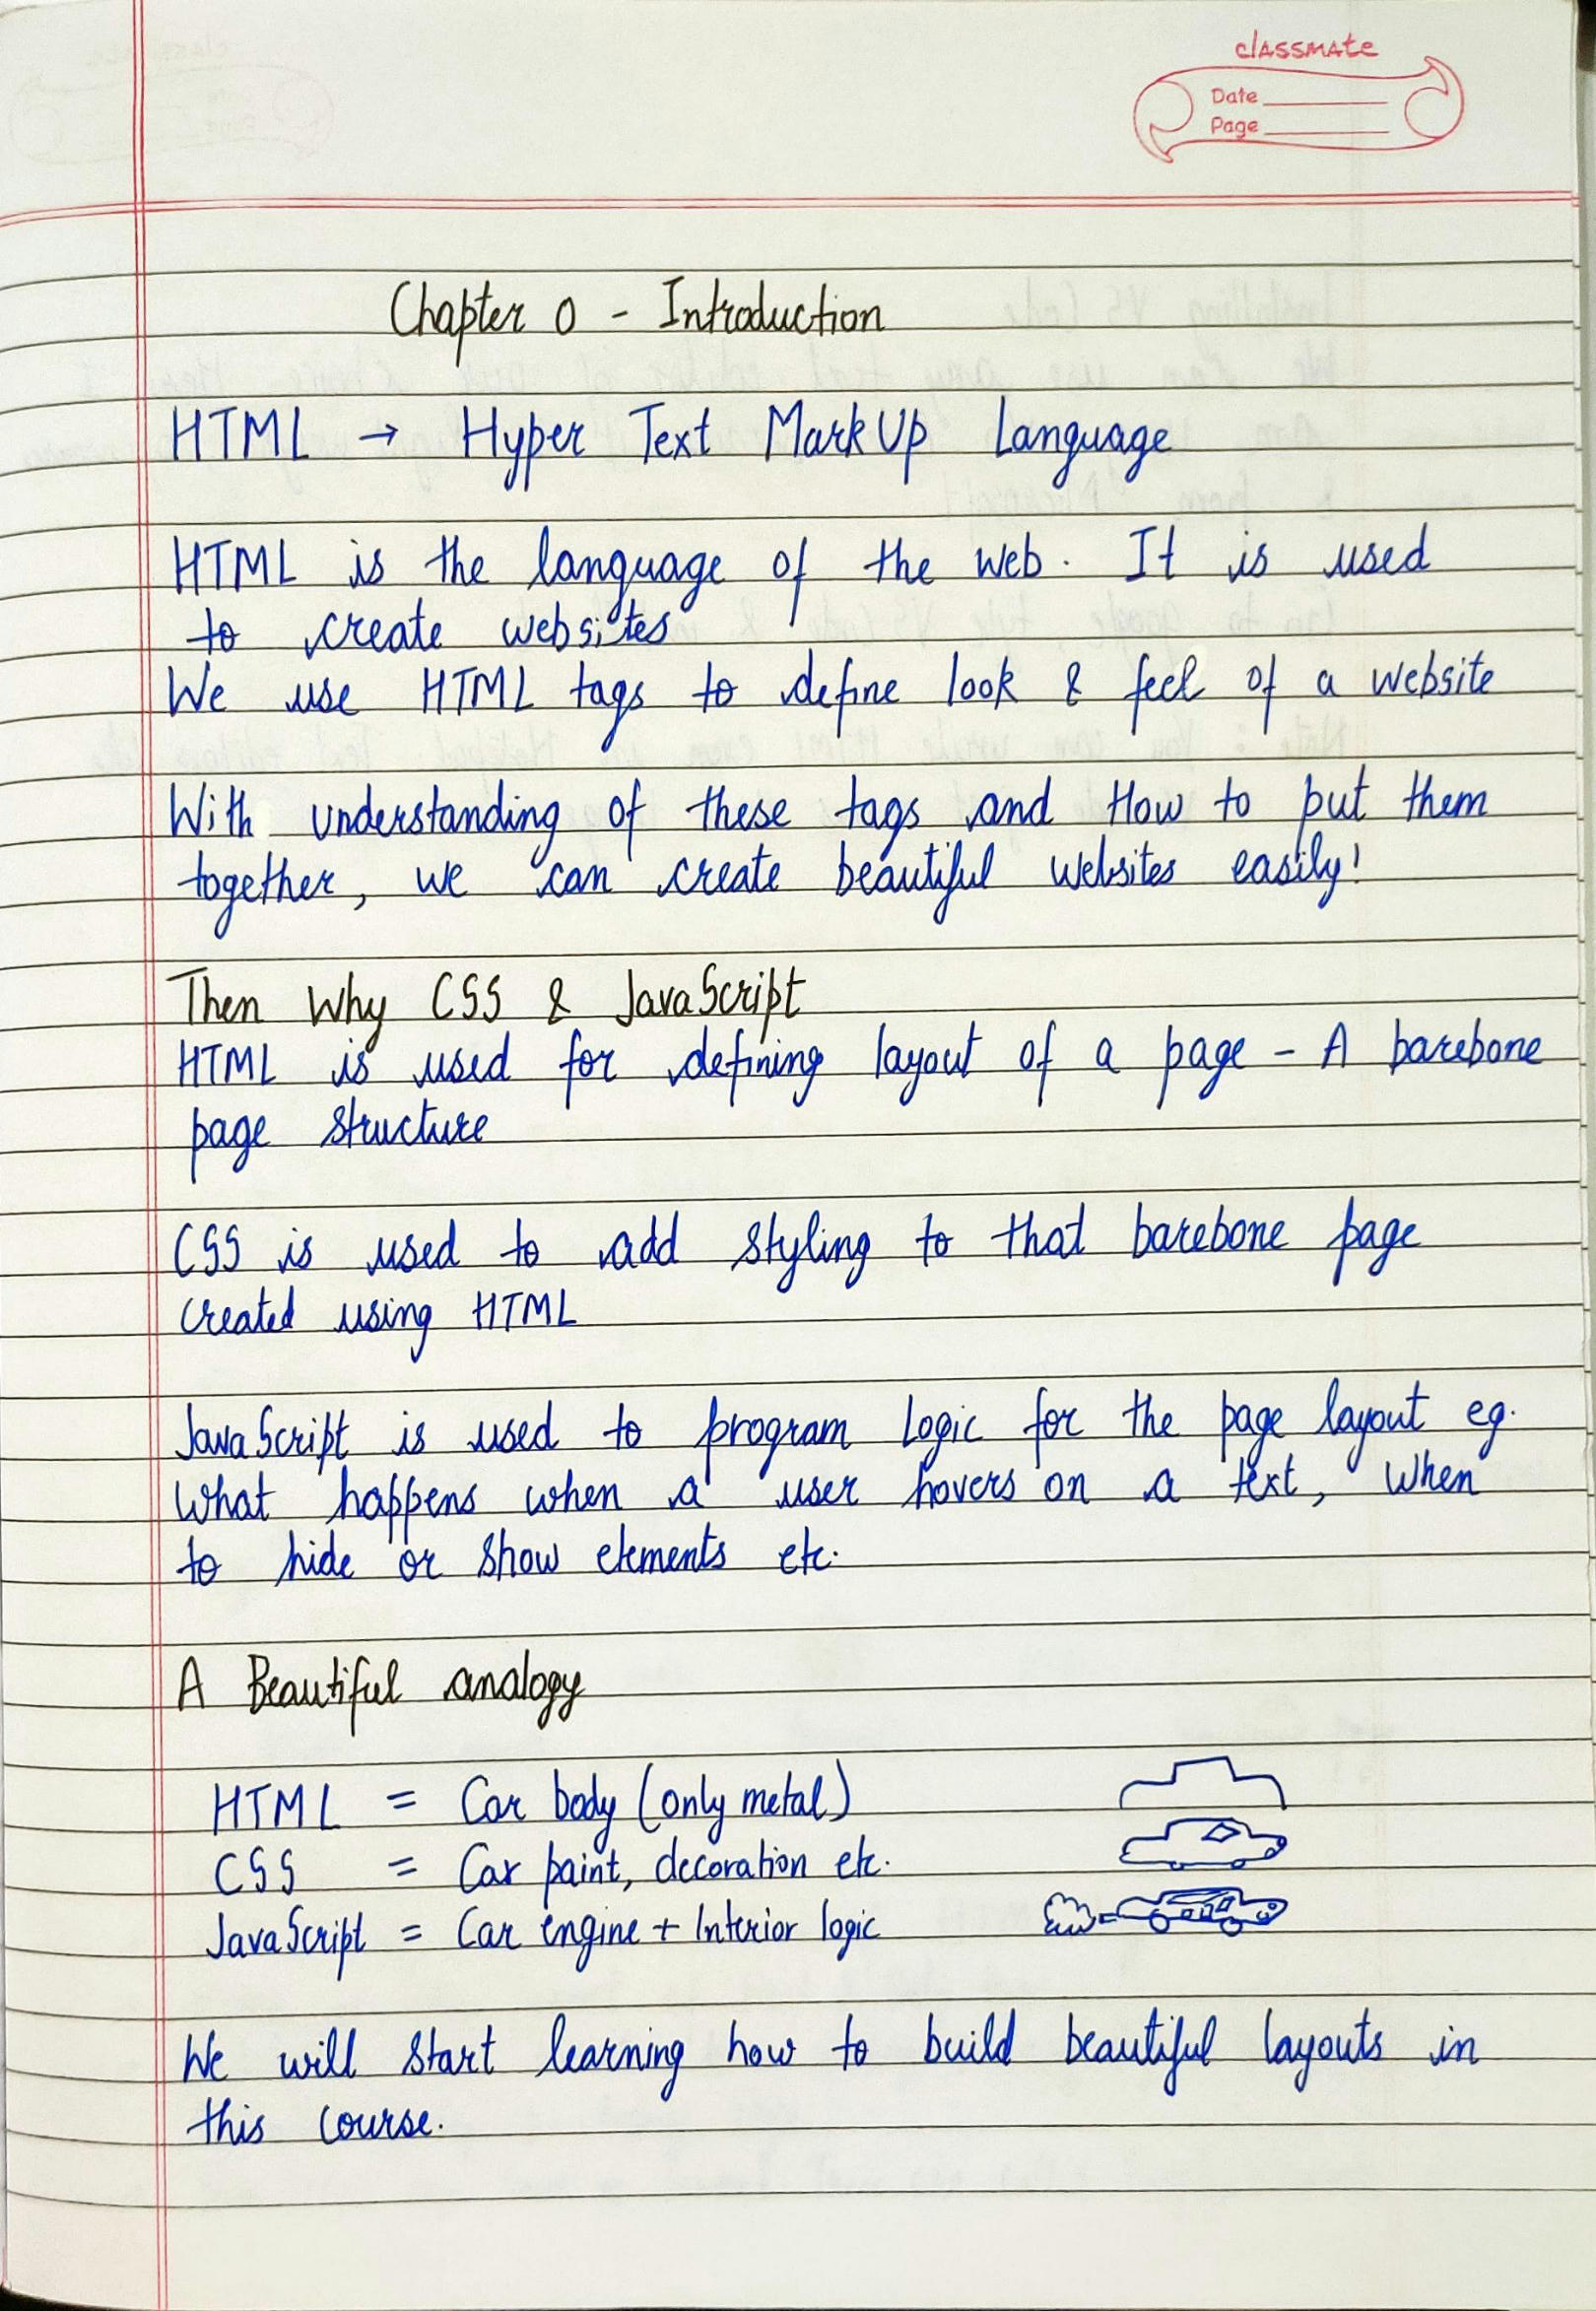 classmate
Date
Page
Chapter 0 - Introduction
HTML → Hyper Text MarkUp Language
HTML is the language of the web. It is used
to create websites
We use HTML tags to define look & feel of a website
With understanding of these tags and How to put them
together, we can create beautiful websites easily!
Then Why CSS & JavaScript
HTML is used for defining layout of a page - A barebone
page structure
CSS is used to add styling to that barebone page
created using HTML
JavaScript is used to program logic for the page layout eg.
What happens when a user hovers on a text, when
to hide or show elements etc.
A Beautiful analogy
HTML = Car body (only metal)
CSS = Car paint, decoration etc.
JavaScript = Car engine + Interior logic
We will start learning how to build beautiful layouts in
this course.